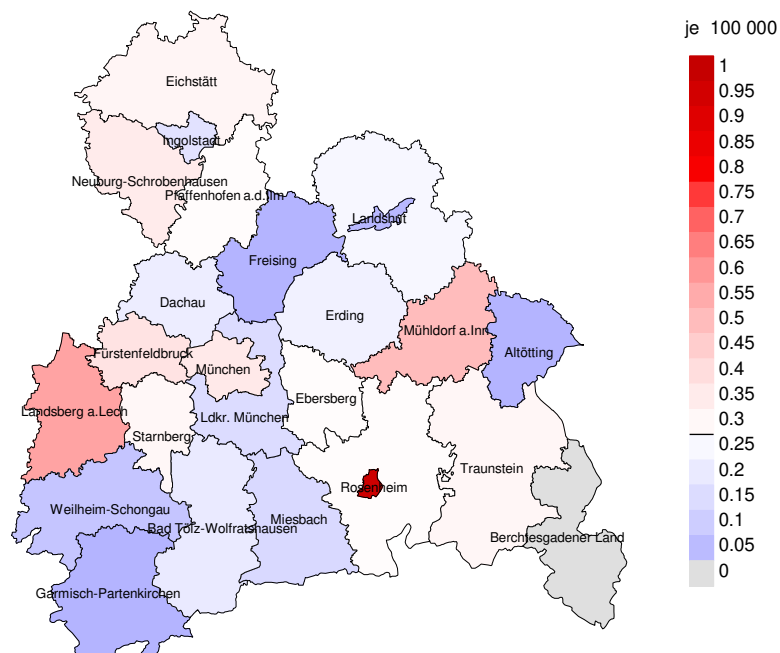 je 100 000
1
0.95
0.9
0.85
0.8
0.75
0.7
0.65
0.6
0.55
0.5
0.45
0.4
0.35
0.3
0.25
0.2
0.15
0.1
0.05
0
Eichstätt
Ingolstadt
Neuburg-Schrobenhausen
Pfaffenhofen a.d.Ilm
Landshut
Freising
Dachau
Erding
Mühldorf a.Inn
Altötting
Fürstenfeldbruck
München
Ebersberg
Landsberg a.Lech
Ldkr. München
Starnberg
Traunstein
Rosenheim
Weilheim-Schongau
Miesbach
Bad Tölz-Wolfratshausen
Berchtesgadener Land
Garmisch-Partenkirchen